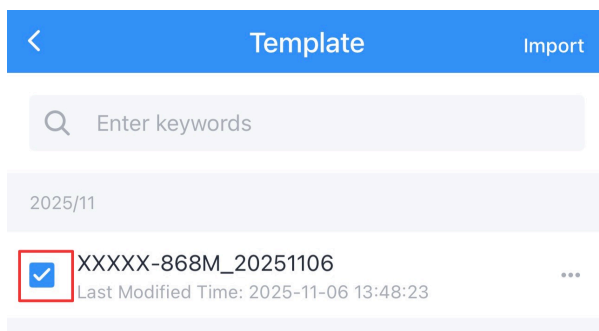 Template
Import
Enter keywords
2025/11
XXXXX-868M_20251106
Last Modified Time: 2025-11-06 13:48:23